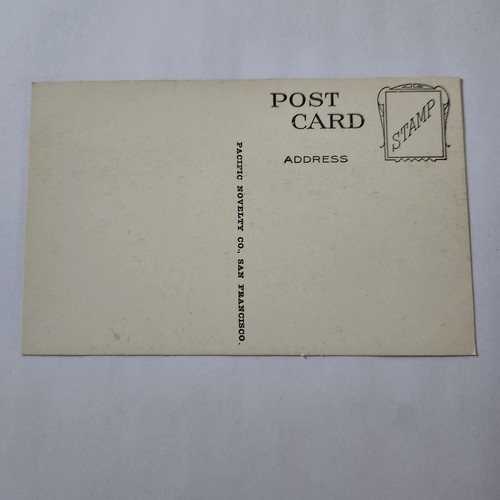 POST
CARD
STAMP
ADDRESS
PACIFIC NOVELTY CO., SAN FRANCISCO.